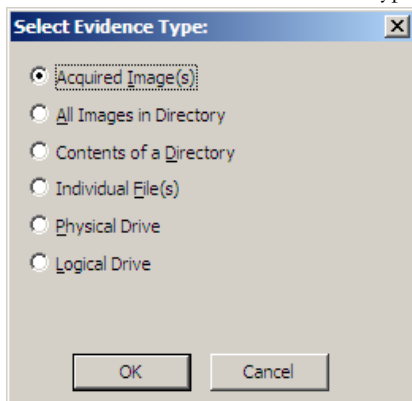 Select Evidence Type:
Acquired Image(s)
All Images in Directory
Contents of a Directory
Individual File(s)
Physical Drive
Logical Drive
OK Cancel